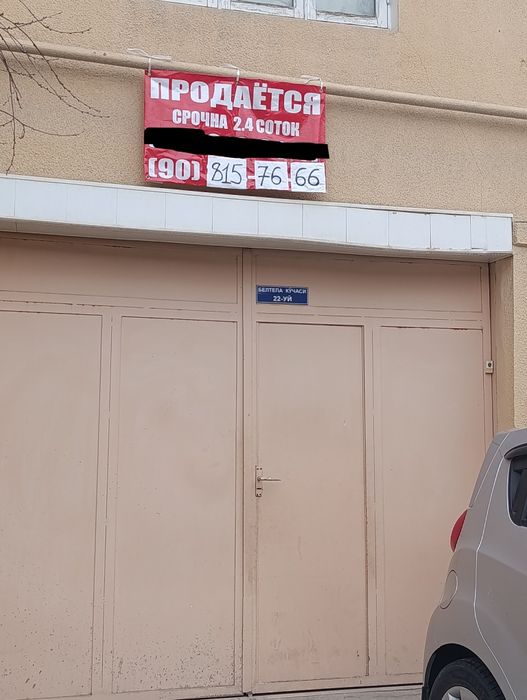 ПРОДАЁТСЯ
СРОЧНА 2.4 СОТОК
(90) 815-76 66
БЕЛТЕПА КЎЧАСИ
22-УЙ